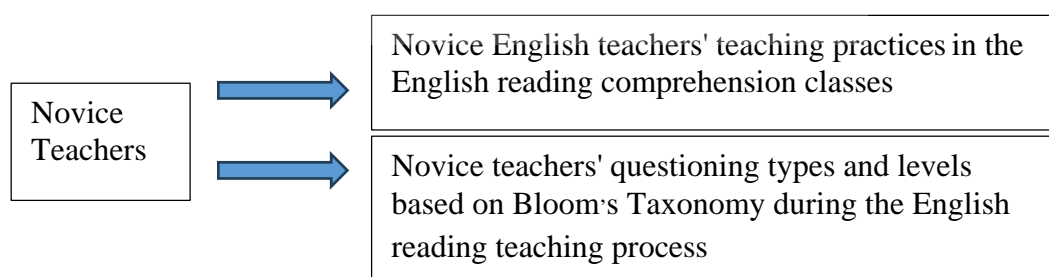 Novice
Teachers
Novice English teachers' teaching practices in the
English reading comprehension classes
Novice teachers' questioning types and levels
based on Bloom's Taxonomy during the English
reading teaching process